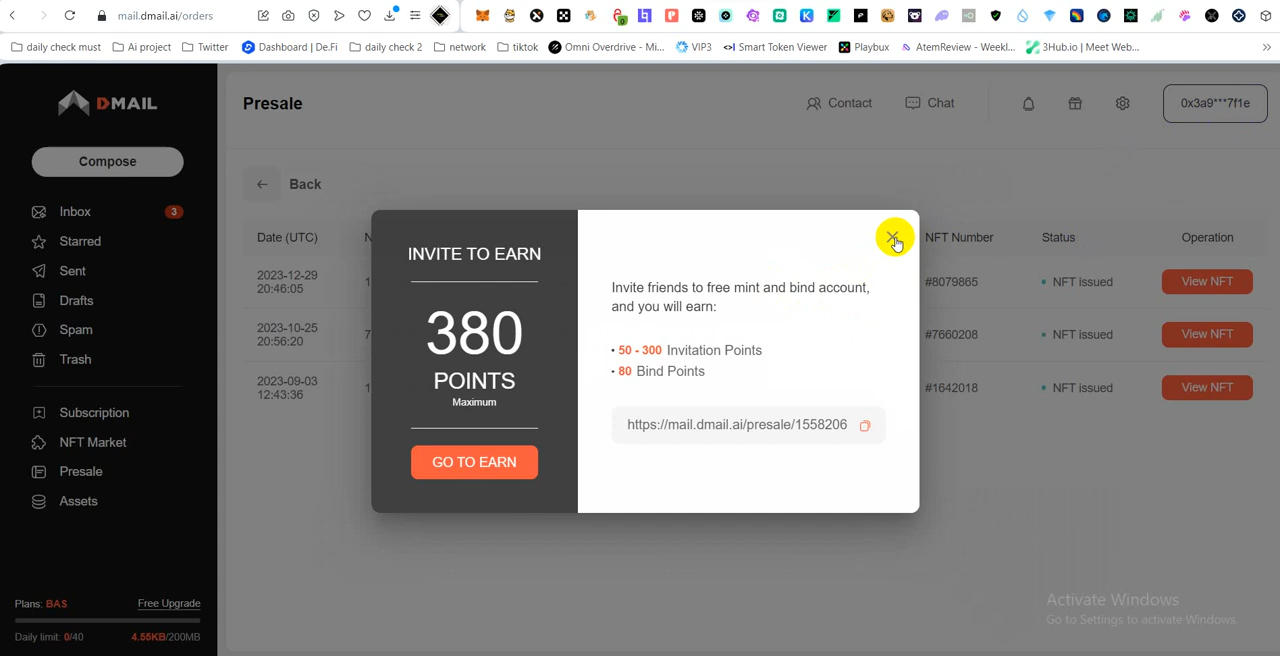 mail.dmail.ai/orders
daily check must
Ai project
Twitter
Dashboard | De.Fi
daily check 2
network
tiktok
Omni Overdrive - Mi...
VIP3
Smart Token Viewer
Playbux
AtemReview - Weekl...
3Hub.io | Meet Web...
DMAIL
Presale
Contact
Chat
0x3a9***7f1e
Compose
Back
Inbox
3
Starred
Sent
Drafts
Spam
Trash
Subscription
NFT Market
Presale
Assets
Plans: BAS
Free Upgrade
Daily limit: 0/40
4.55KB/200MB
Date (UTC)
NFT Number
Status
Operation
2023-12-29
20:46:05
#8079865
NFT issued
View NFT
2023-10-25
20:56:20
#7660208
NFT issued
View NFT
2023-09-03
12:43:36
#1642018
NFT issued
View NFT
INVITE TO EARN
380
POINTS
Maximum
GO TO EARN
Invite friends to free mint and bind account,
and you will earn:
• 50 - 300 Invitation Points
• 80 Bind Points
https://mail.dmail.ai/presale/1558206
Activate Windows
Go to Settings to activate Windows.